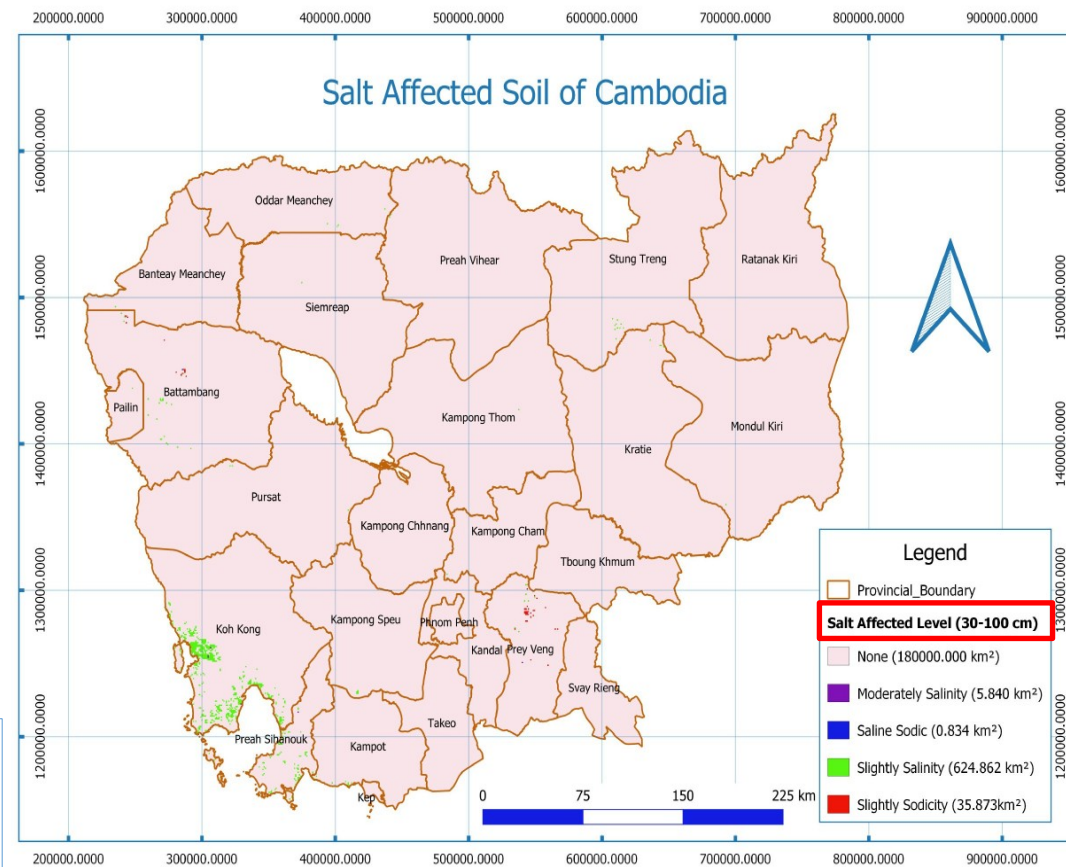 200000.0000 300000.0000 400000.0000 500000.0000 600000.0000 700000.0000 800000.0000 900000.0000
Salt Affected Soil of Cambodia
1600000.0000
1600000.0000
Oddar Meanchey
Banteay Meanchey
Preah Vihear
Stung Treng
Ratanak Kiri
Siemreap
1500000.0000
1500000.0000
Battambang
Pailin
Kampong Thom
Mondul Kiri
Kratie
1400000.0000
1400000.0000
Pursat
Kampong Chhnang
Kampong Cham
Tboung Khmum
1300000.0000
1300000.0000
Koh Kong
Kampong Speu
Phnom Penh
Kandal
Prey Veng
Svay Rieng
Takeo
Preah Sihanouk
Kampot
Kep
1200000.0000
1200000.0000
Legend
Provincial_Boundary
Salt Affected Level (30-100 cm)
None (180000.000 km²)
Moderately Salinity (5.840 km²)
Saline Sodic (0.834 km²)
Slightly Salinity (624.862 km²)
Slightly Sodicity (35.873km²)
0 75 150 225 km
200000.0000 300000.0000 400000.0000 500000.0000 600000.0000 700000.0000 800000.0000 900000.0000